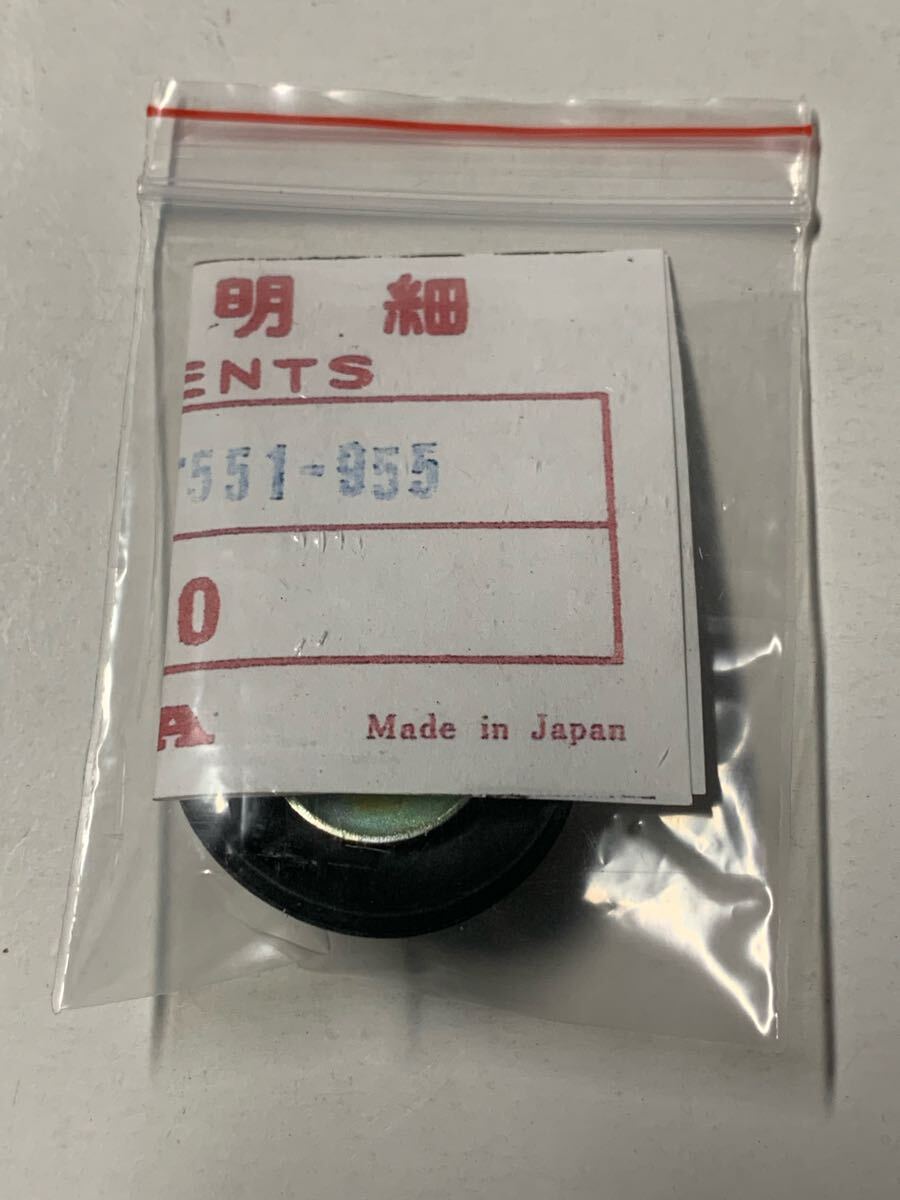 明 細
ENTS
551-955
0
A Made in Japan